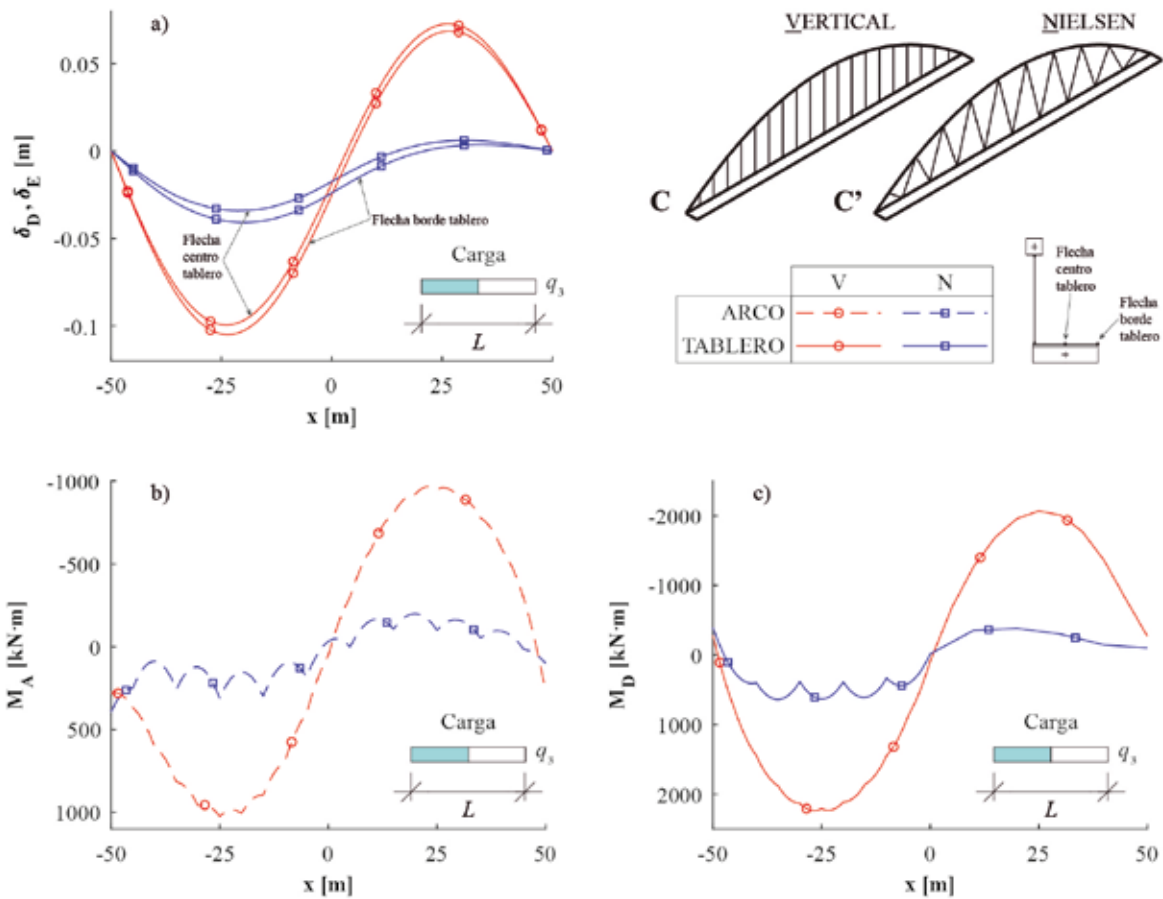 a)
0.05
0
-0.05
-0.1
δD, δE [m]
-50 -25 0 25 50
x [m]
Flecha
centro
tablero
Flecha borde tablero
Carga
q3
L
VERTICAL
NIELSEN
C
C'
V N
ARCO
TABLERO
Flecha
centro
tablero
Flecha
borde
tablero
b)
-1000
-500
0
500
1000
MA [kN·m]
-50 -25 0 25 50
x [m]
Carga
q3
L
c)
-2000
-1000
0
1000
2000
MD [kN·m]
-50 -25 0 25 50
x [m]
Carga
q3
L